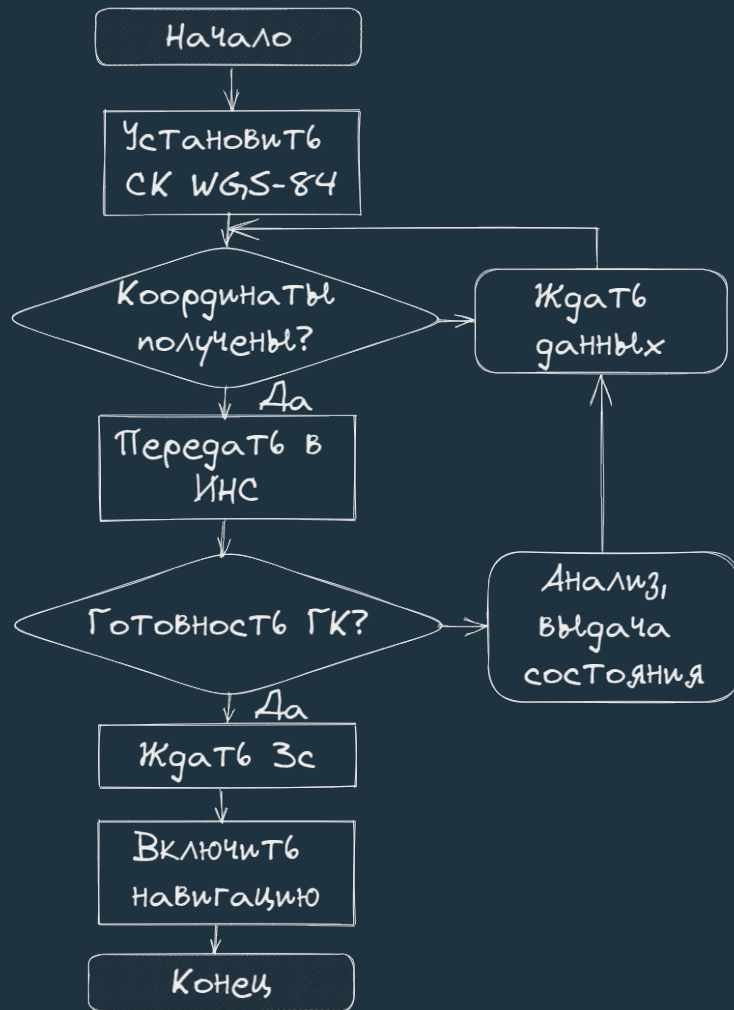 Начало
Установить
СК WGS-84
Координаты
получены?
Ждать
данных
Да
Передать в
ИНС
Готовность ГК?
Анализ,
выдача
состояния
Да
Ждать 3с
Включить
навигацию
Конец